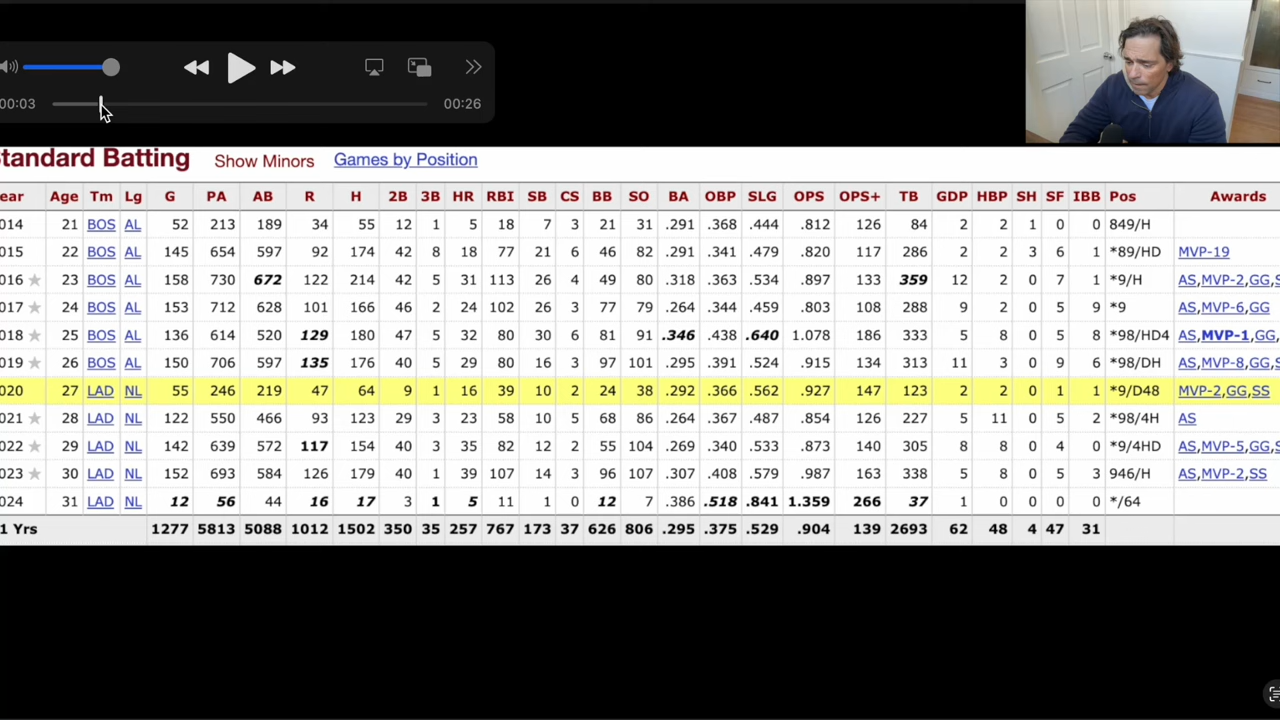 00:03 00:26
tandard Batting Show Minors Games by Position
ear Age Tm Lg G PA AB R H 2B 3B HR RBI SB CS BB SO BA OBP SLG OPS OPS+ TB GDP HBP SH SF IBB Pos Awards
014 21 BOS AL 52 213 189 34 55 12 1 5 18 7 3 21 31 .291 .368 .444 .812 126 84 2 2 1 0 0 849/H
015 22 BOS AL 145 654 597 92 174 42 8 18 77 21 6 46 82 .291 .341 .479 .820 117 286 2 2 3 6 1 *89/HD MVP-19
016 23 BOS AL 158 730 672 122 214 42 5 31 113 26 4 49 80 .318 .363 .534 .897 133 359 12 2 0 7 1 *9/H AS,MVP-2,GG,S
017 24 BOS AL 153 712 628 101 166 46 2 24 102 26 3 77 79 .264 .344 .459 .803 108 288 9 2 0 5 9 *9 AS,MVP-6,GG
018 25 BOS AL 136 614 520 129 180 47 5 32 80 30 6 81 91 .346 .438 .640 1.078 186 333 5 8 0 5 8 *98/HD4 AS,MVP-1,GG,
019 26 BOS AL 150 706 597 135 176 40 5 29 80 16 3 97 101 .295 .391 .524 .915 134 313 11 3 0 9 6 *98/DH AS,MVP-8,GG,S
020 27 LAD NL 55 246 219 47 64 9 1 16 39 10 2 24 38 .292 .366 .562 .927 147 123 2 2 0 1 1 *9/D48 MVP-2,GG,SS
021 28 LAD NL 122 550 466 93 123 29 3 23 58 10 5 68 86 .264 .367 .487 .854 126 227 5 11 0 5 2 *98/4H AS
022 29 LAD NL 142 639 572 117 154 40 3 35 82 12 2 55 104 .269 .340 .533 .873 140 305 8 8 0 4 0 *9/4HD AS,MVP-5,GG,S
023 30 LAD NL 152 693 584 126 179 40 1 39 107 14 3 96 107 .307 .408 .579 .987 163 338 5 8 0 5 3 946/H AS,MVP-2,SS
024 31 LAD NL 12 56 44 16 17 3 1 5 11 1 0 12 7 .386 .518 .841 1.359 266 37 1 0 0 0 0 */64
1 Yrs 1277 5813 5088 1012 1502 350 35 257 767 173 37 626 806 .295 .375 .529 .904 139 2693 62 48 4 47 31